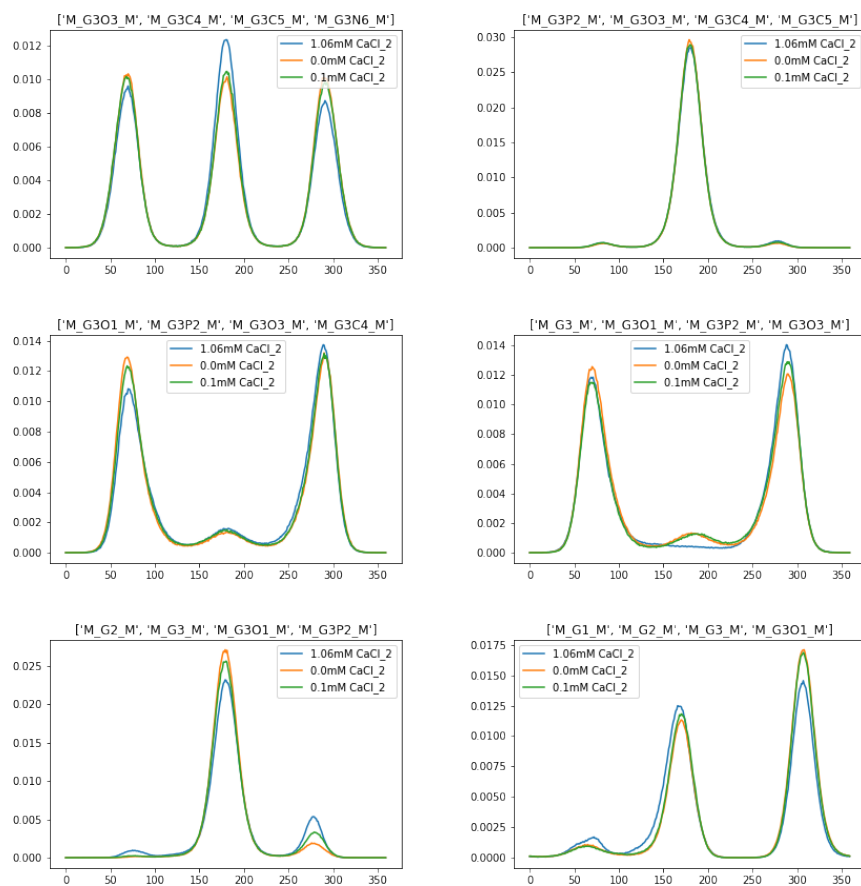 ['M_G3O3_M', 'M_G3C4_M', 'M_G3C5_M', 'M_G3N6_M']
1.06mM CaCl_2
0.0mM CaCl_2
0.1mM CaCl_2
0.012
0.010
0.008
0.006
0.004
0.002
0.000
0 50 100 150 200 250 300 350
['M_G3P2_M', 'M_G3O3_M', 'M_G3C4_M', 'M_G3C5_M']
1.06mM CaCl_2
0.0mM CaCl_2
0.1mM CaCl_2
0.030
0.025
0.020
0.015
0.010
0.005
0.000
0 50 100 150 200 250 300 350
['M_G3O1_M', 'M_G3P2_M', 'M_G3O3_M', 'M_G3C4_M']
1.06mM CaCl_2
0.0mM CaCl_2
0.1mM CaCl_2
0.014
0.012
0.010
0.008
0.006
0.004
0.002
0.000
0 50 100 150 200 250 300 350
['M_G3_M', 'M_G3O1_M', 'M_G3P2_M', 'M_G3O3_M']
1.06mM CaCl_2
0.0mM CaCl_2
0.1mM CaCl_2
0.014
0.012
0.010
0.008
0.006
0.004
0.002
0.000
0 50 100 150 200 250 300 350
['M_G2_M', 'M_G3_M', 'M_G3O1_M', 'M_G3P2_M']
1.06mM CaCl_2
0.0mM CaCl_2
0.1mM CaCl_2
0.025
0.020
0.015
0.010
0.005
0.000
0 50 100 150 200 250 300 350
['M_G1_M', 'M_G2_M', 'M_G3_M', 'M_G3O1_M']
1.06mM CaCl_2
0.0mM CaCl_2
0.1mM CaCl_2
0.0175
0.0150
0.0125
0.0100
0.0075
0.0050
0.0025
0.0000
0 50 100 150 200 250 300 350